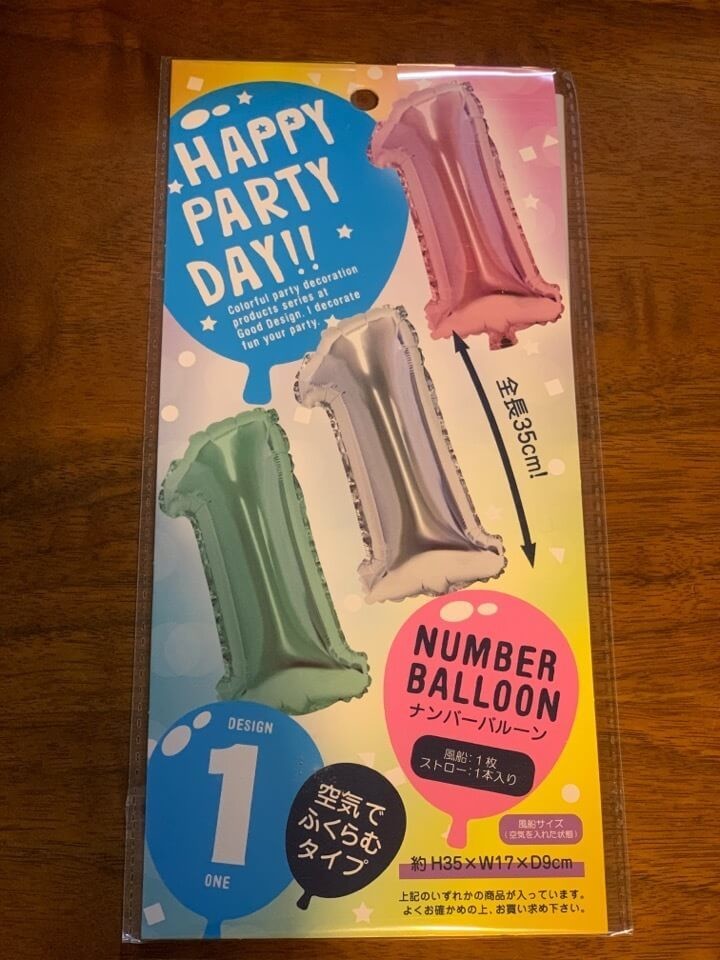 HAPPY
PARTY
DAY!!
Colorful party decoration
products series at
Good Design. I decorate
fun your party.
全長35cm!
NUMBER
BALLOON
ナンバーバルーン
風船:1枚
ストロー:1本入り
DESIGN
1
ONE
空気で
ふくらむ
タイプ
風船サイズ
(空気を入れた状態)
約 H35×W17×D9cm
上記のいずれかの商品が入っています。
よくお確かめの上、お買い求め下さい。